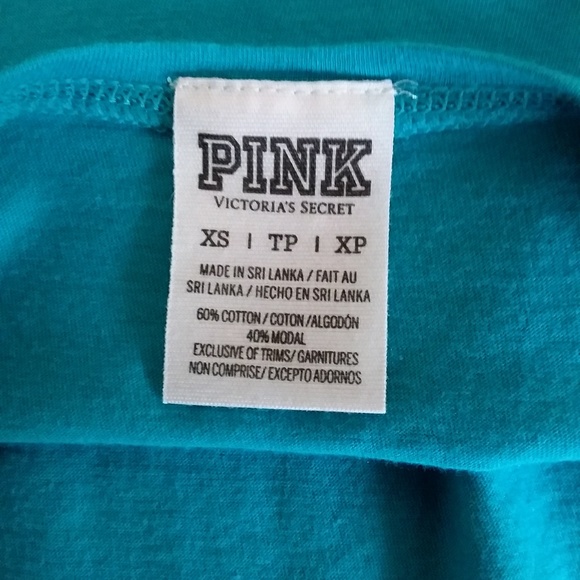 PINK
VICTORIA'S SECRET
XS | TP | XP
MADE IN SRI LANKA / FAIT AU
SRI LANKA / HECHO EN SRI LANKA
60% COTTON / COTON / ALGODÓN
40% MODAL
EXCLUSIVE OF TRIMS/ GARNITURES
NON COMPRISE/ EXCEPTO ADORNOS